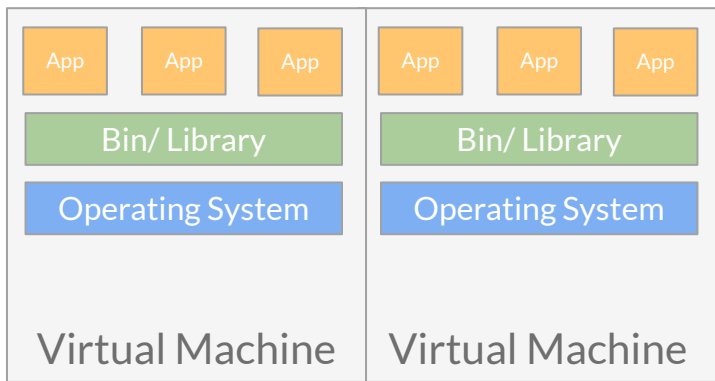 App App App App App App
Bin/ Library Bin/ Library
Operating System Operating System
Virtual Machine Virtual Machine